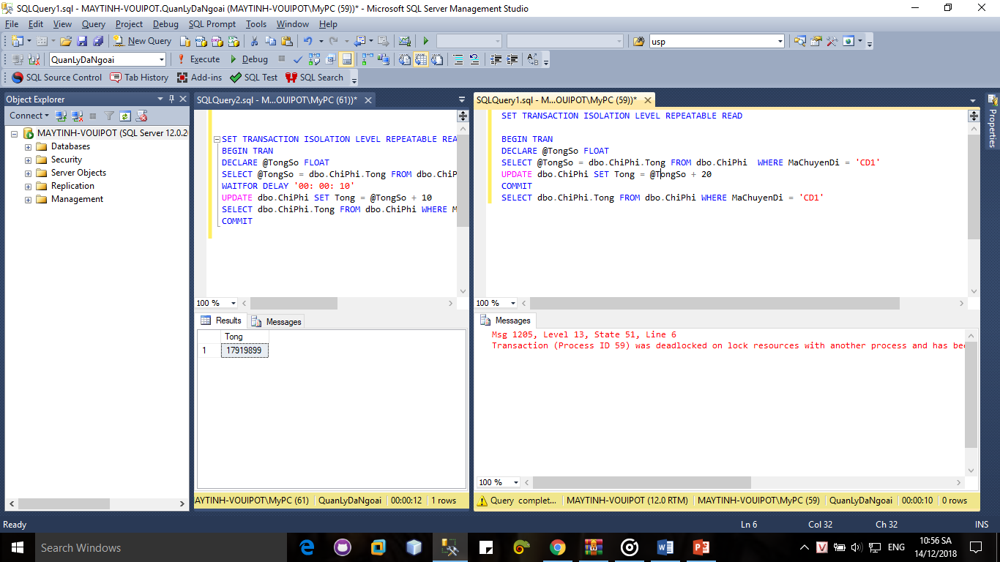 SQLQuery1.sql - MAYTINH-VOUIPOT.QuanLyDaNgoai (MAYTINH-VOUIPOT\MyPC (59))* - Microsoft SQL Server Management Studio
File Edit View Query Project Debug SQL Prompt Tools Window Help
New Query usp
QuanLyDaNgoai Execute Debug
SQL Source Control Tab History Add-ins SQL Test SQL Search
Object Explorer
Connect
MAYTINH-VOUIPOT (SQL Server 12.0.2
Databases
Security
Server Objects
Replication
Management
SQLQuery2.sql - M...OUIPOT\MyPC (61))*
SET TRANSACTION ISOLATION LEVEL REPEATABLE REA
BEGIN TRAN
DECLARE @TongSo FLOAT
SELECT @TongSo = dbo.ChiPhi.Tong FROM dbo.ChiP
WAITFOR DELAY '00: 00: 10'
UPDATE dbo.ChiPhi SET Tong = @TongSo + 10
SELECT dbo.ChiPhi.Tong FROM dbo.ChiPhi WHERE M
COMMIT
100 %
Results Messages
Tong
1 17919899
AYTINH-VOUIPOT\MyPC (61) QuanLyDaNgoai 00:00:12 1 rows
SQLQuery1.sql - M...OUIPOT\MyPC (59))*
SET TRANSACTION ISOLATION LEVEL REPEATABLE READ
BEGIN TRAN
DECLARE @TongSo FLOAT
SELECT @TongSo = dbo.ChiPhi.Tong FROM dbo.ChiPhi  WHERE MaChuyenDi = 'CD1'
UPDATE dbo.ChiPhi SET Tong = @TongSo + 20
COMMIT
SELECT dbo.ChiPhi.Tong FROM dbo.ChiPhi WHERE MaChuyenDi = 'CD1'
100 %
Messages
Msg 1205, Level 13, State 51, Line 6
Transaction (Process ID 59) was deadlocked on lock resources with another process and has bee
100 %
Query complet... MAYTINH-VOUIPOT (12.0 RTM) MAYTINH-VOUIPOT\MyPC (59) QuanLyDaNgoai 00:00:10 0 rows
Properties
Ready Ln 6 Col 32 Ch 32 INS
Search Windows
ENG
10:56 SA
14/12/2018